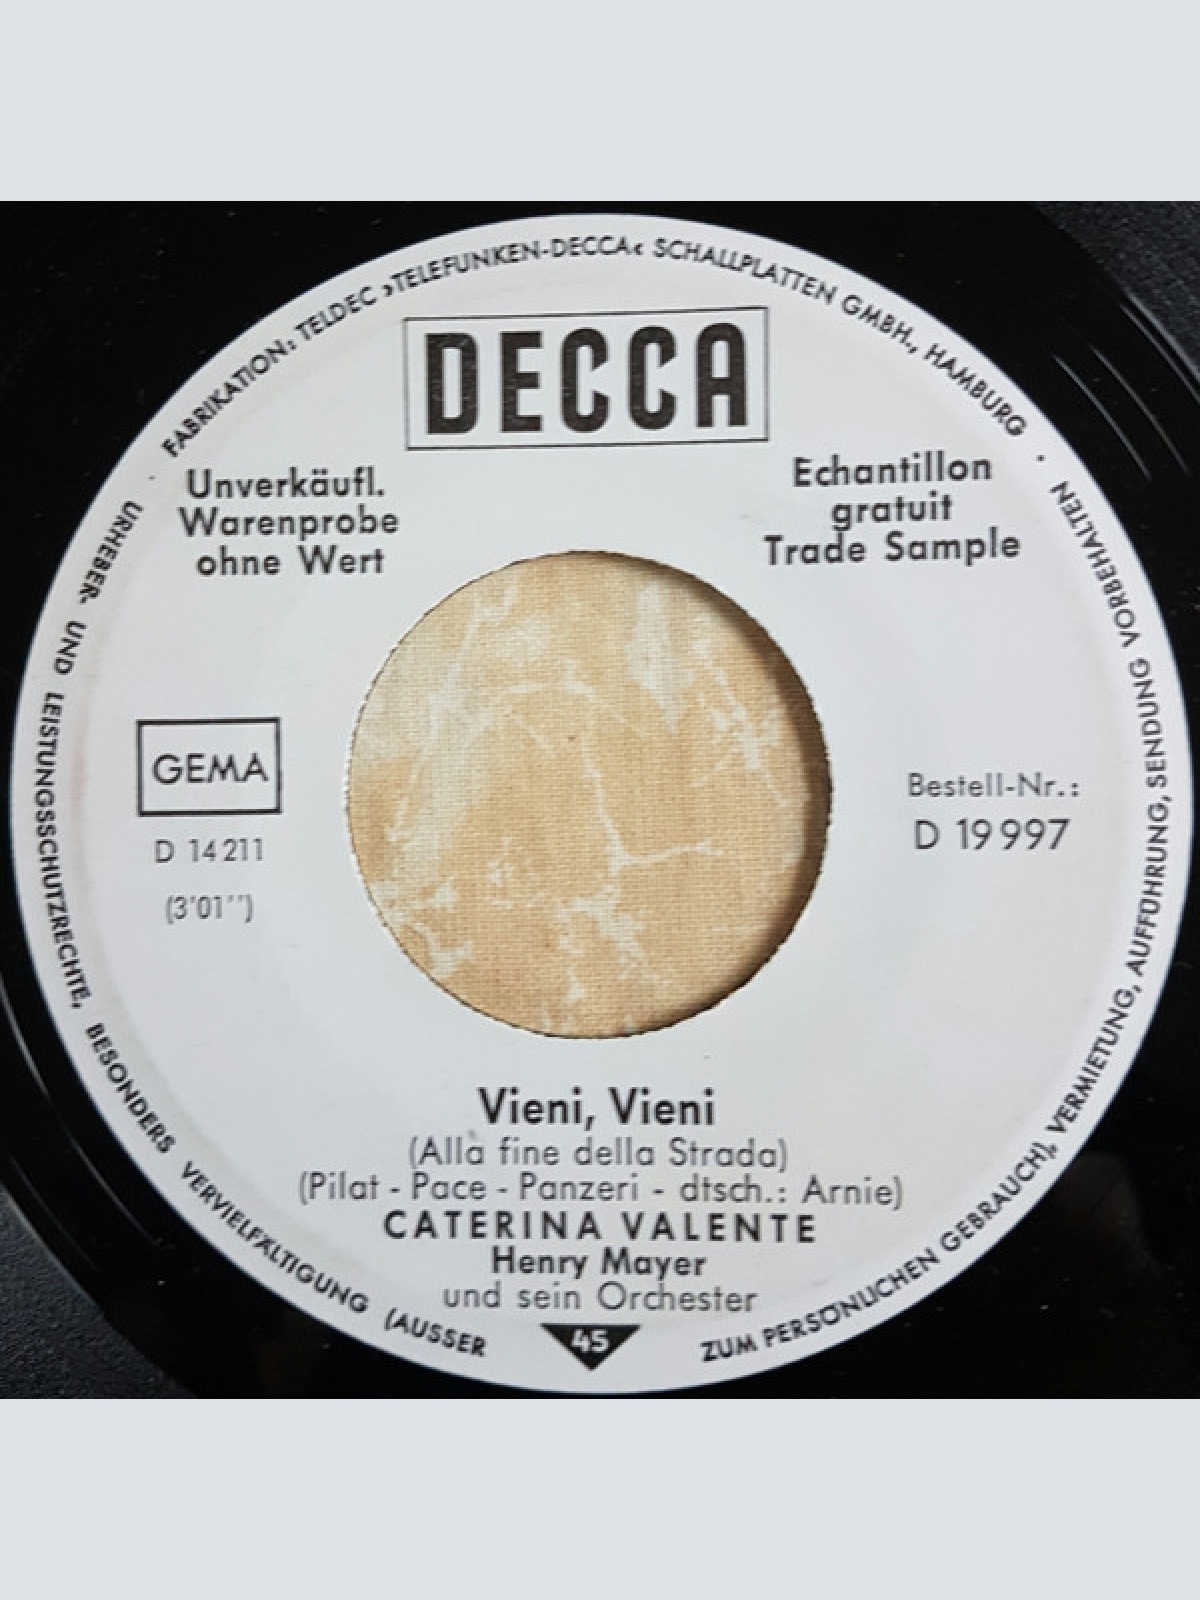 FABRIKATION: TELDEC ›TELEFUNKEN-DECCA‹ SCHALLPLATTEN GMBH., HAMBURG ·
DECCA
Unverkäufl.
Warenprobe
ohne Wert
Echantillon
gratuit
Trade Sample
GEMA
D 14 211
(3'01'')
Bestell-Nr.:
D 19 997
Vieni, Vieni
(Alla fine della Strada)
(Pilat - Pace - Panzeri - dtsch.: Arnie)
CATERINA VALENTE
Henry Mayer
und sein Orchester
45
· URHEBER- UND LEISTUNGSSCHUTZRECHTE, BESONDERS VERVIELFÄLTIGUNG (AUSSER ZUM PERSÖNLICHEN GEBRAUCH), VERMIETUNG, AUFFÜHRUNG, SENDUNG VORBEHALTEN